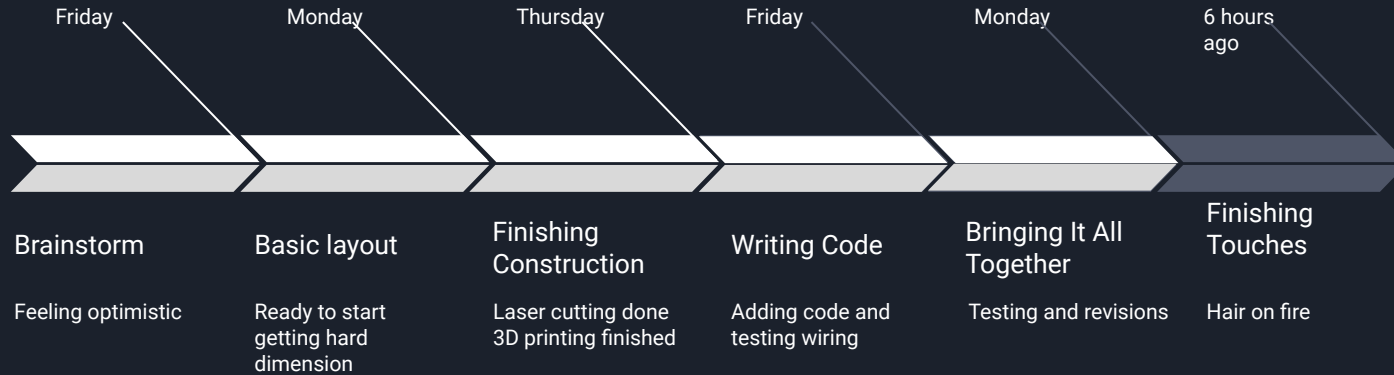 Friday
Monday
Thursday
Friday
Monday
6 hours
ago
Brainstorm
Feeling optimistic
Basic layout
Ready to start
getting hard
dimension
Finishing
Construction
Laser cutting done
3D printing finished
Writing Code
Adding code and
testing wiring
Bringing It All
Together
Testing and revisions
Finishing
Touches
Hair on fire